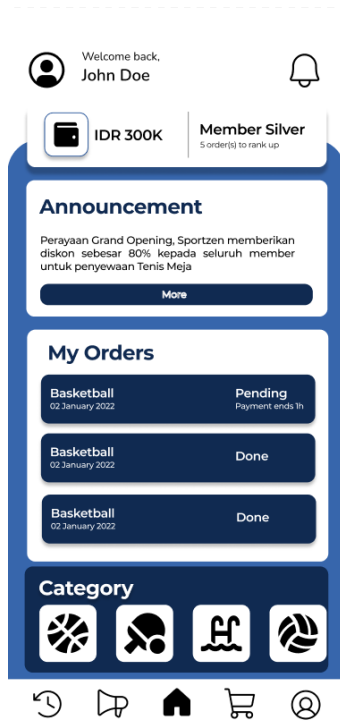 Welcome back,
John Doe
IDR 300K
Member Silver
5 order(s) to rank up
Announcement
Perayaan Grand Opening, Sportzen memberikan
diskon sebesar 80% kepada seluruh member
untuk penyewaan Tenis Meja
More
My Orders
Basketball
Pending
02 January 2022
Payment ends 1h
Basketball
Done
02 January 2022
Basketball
Done
02 January 2022
Category